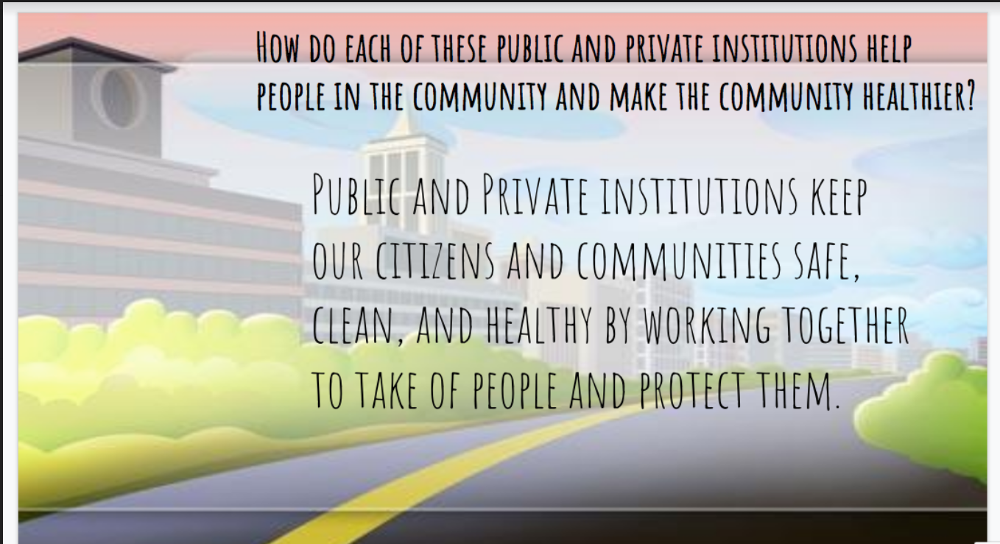 How do each of these public and private institutions help
people in the community and make the community healthier?
Public and Private institutions keep
our citizens and communities safe,
clean, and healthy by working together
to take of people and protect them.